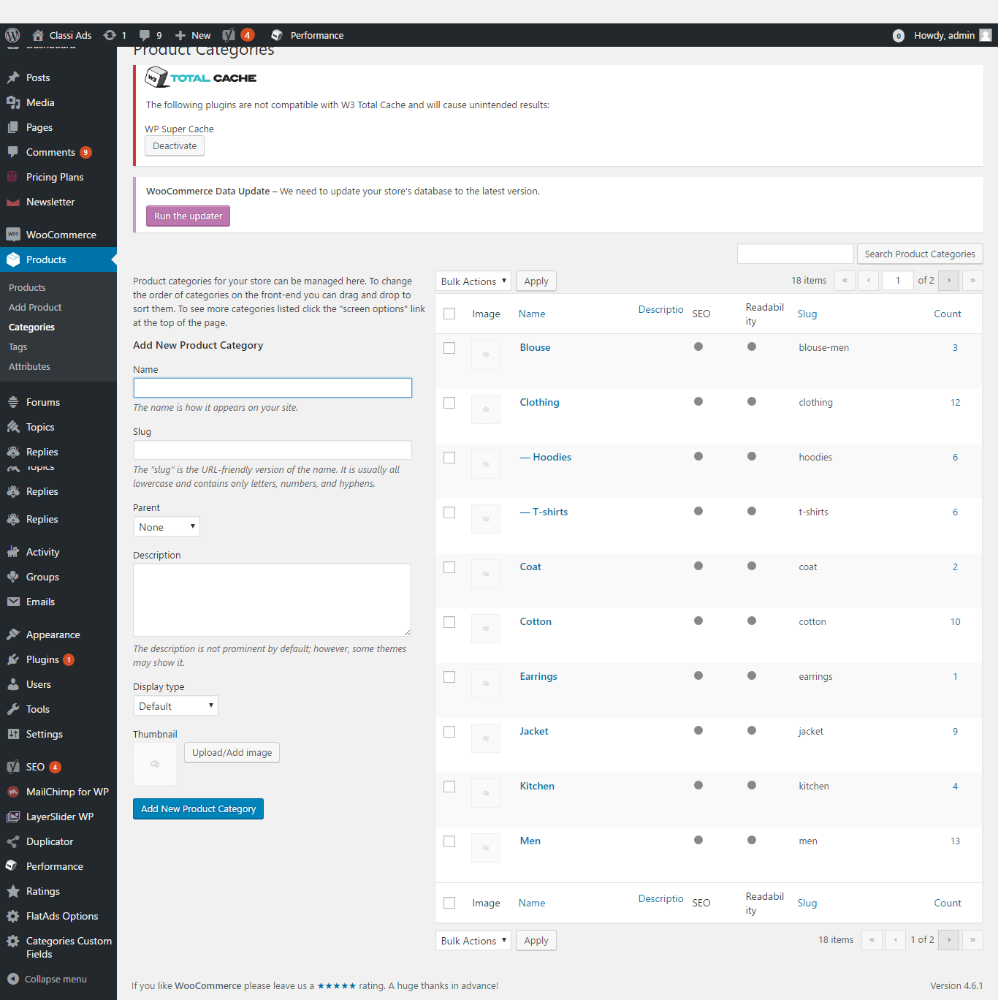 Classi Ads
1
9
New
4
Performance
0
Howdy, admin
Dashboard
Posts
Media
Pages
Comments 9
Pricing Plans
Newsletter
WooCommerce
Products
Products
Add Product
Categories
Tags
Attributes
Forums
Topics
Replies
Topics
Replies
Replies
Activity
Groups
Emails
Appearance
Plugins 1
Users
Tools
Settings
SEO 4
MailChimp for WP
LayerSlider WP
Duplicator
Performance
Ratings
FlatAds Options
Categories Custom
Fields
Collapse menu
Product Categories
W3 TOTAL CACHE
The following plugins are not compatible with W3 Total Cache and will cause unintended results:
WP Super Cache
Deactivate
WooCommerce Data Update – We need to update your store's database to the latest version.
Run the updater
Search Product Categories
Product categories for your store can be managed here. To change
the order of categories on the front-end you can drag and drop to
sort them. To see more categories listed click the "screen options" link
at the top of the page.
Add New Product Category
Name
The name is how it appears on your site.
Slug
The "slug" is the URL-friendly version of the name. It is usually all
lowercase and contains only letters, numbers, and hyphens.
Parent
None
Description
The description is not prominent by default; however, some themes
may show it.
Display type
Default
Thumbnail
Upload/Add image
Add New Product Category
Bulk Actions Apply 18 items « ‹ 1 of 2 › »
Image Name Descriptio SEO Readabil
ity Slug Count
Blouse blouse-men 3
Clothing clothing 12
— Hoodies hoodies 6
— T-shirts t-shirts 6
Coat coat 2
Cotton cotton 10
Earrings earrings 1
Jacket jacket 9
Kitchen kitchen 4
Men men 13
Image Name Descriptio SEO Readabil
ity Slug Count
Bulk Actions Apply 18 items « ‹ 1 of 2 › »
If you like WooCommerce please leave us a ★★★★★ rating. A huge thanks in advance!
Version 4.6.1